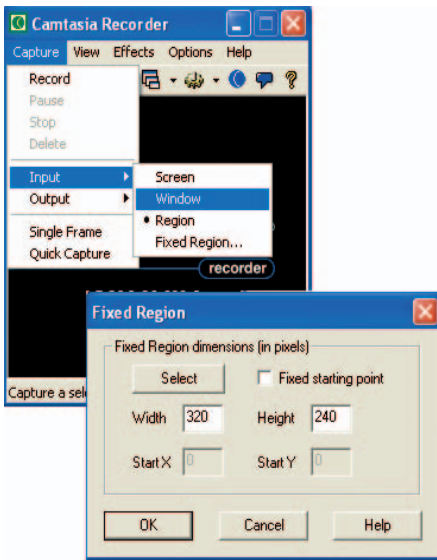 Camtasia Recorder
Capture View Effects Options Help
Record
Pause
Stop
Delete
Input
Output
Single Frame
Quick Capture
Screen
Window
Region
Fixed Region...
recorder
Capture a sel
Fixed Region
Fixed Region dimensions (in pixels)
Select Fixed starting point
Width 320 Height 240
Start X 0 Start Y 0
OK Cancel Help